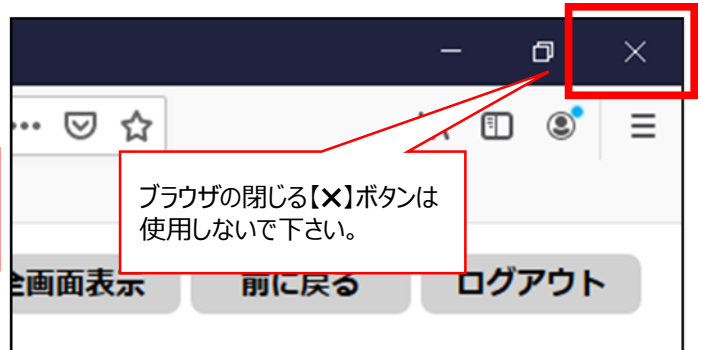 ブラウザの閉じる【✕】ボタンは
使用しないで下さい。
全画面表示
前に戻る
ログアウト